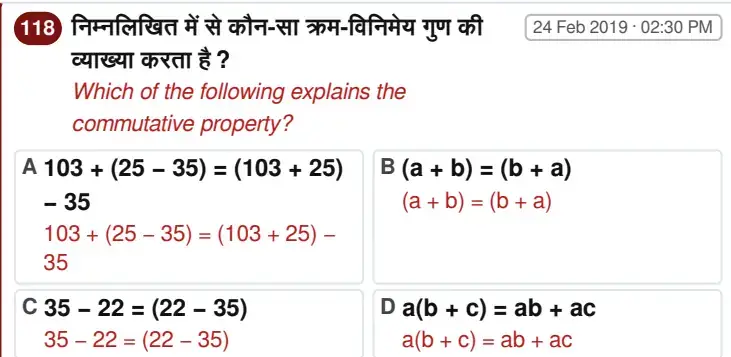 118 निम्नलिखित में से कौन-सा क्रम-विनिमेय गुण की
24 Feb 2019 · 02:30 PM
व्याख्या करता है ?
Which of the following explains the
commutative property?
A 103 + (25 − 35) = (103 + 25)
− 35
103 + (25 − 35) = (103 + 25) −
35
B (a + b) = (b + a)
(a + b) = (b + a)
C 35 − 22 = (22 − 35)
35 − 22 = (22 − 35)
D a(b + c) = ab + ac
a(b + c) = ab + ac